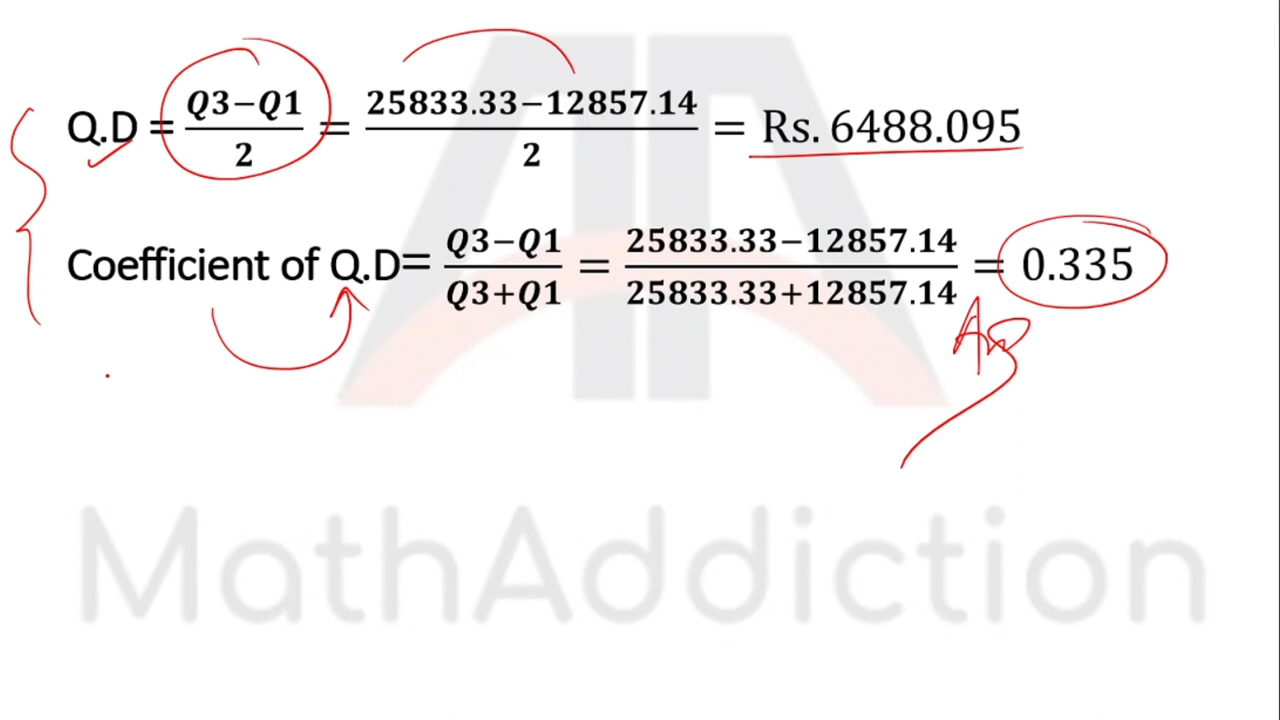 Q.D = Q3−Q1 / 2 = 25833.33−12857.14 / 2 = Rs. 6488.095
Coefficient of Q.D= Q3−Q1 / Q3+Q1 = 25833.33−12857.14 / 25833.33+12857.14 = 0.335
Ans
MathAddiction